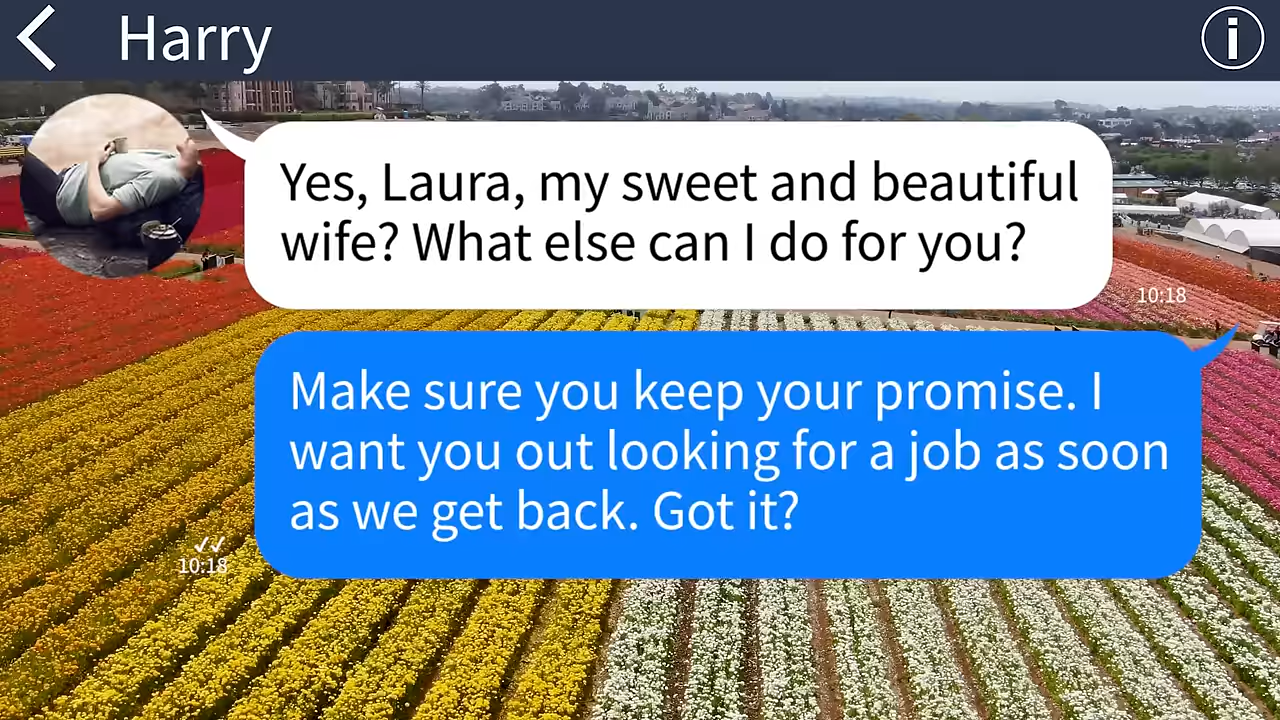 Harry
Yes, Laura, my sweet and beautiful
wife? What else can I do for you?
10:18
Make sure you keep your promise. I
want you out looking for a job as soon
as we get back. Got it?
10:18